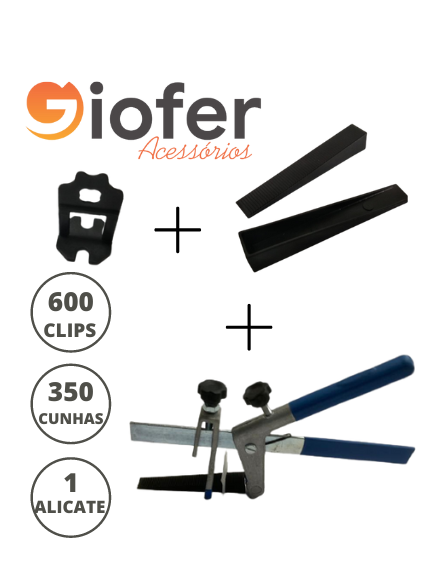 Giofer
Acessórios
600
CLIPS
350
CUNHAS
1
ALICATE